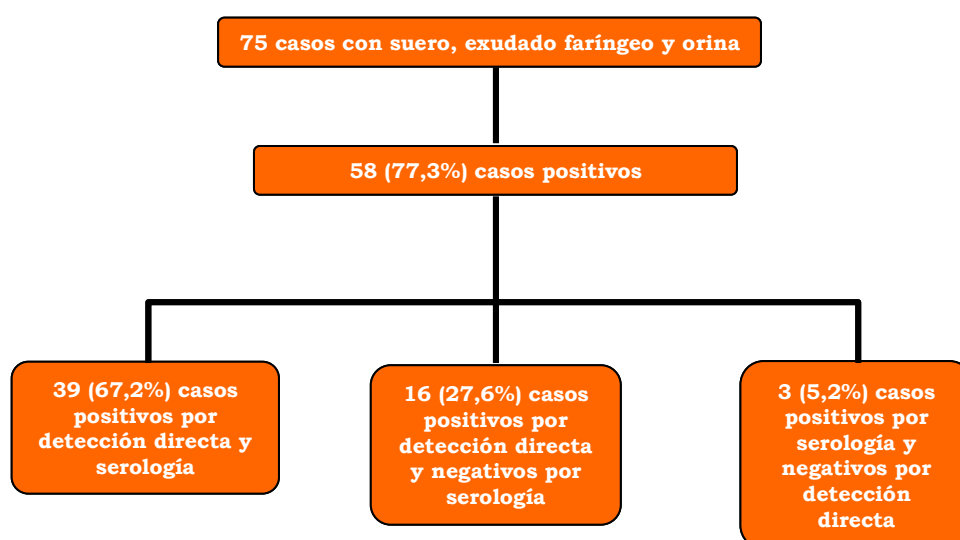 75 casos con suero, exudado faríngeo y orina
58 (77,3%) casos positivos
39 (67,2%) casos
positivos por
detección directa y
serología
16 (27,6%) casos
positivos por
detección directa
y negativos por
serología
3 (5,2%) casos
positivos por
serología y
negativos por
detección
directa